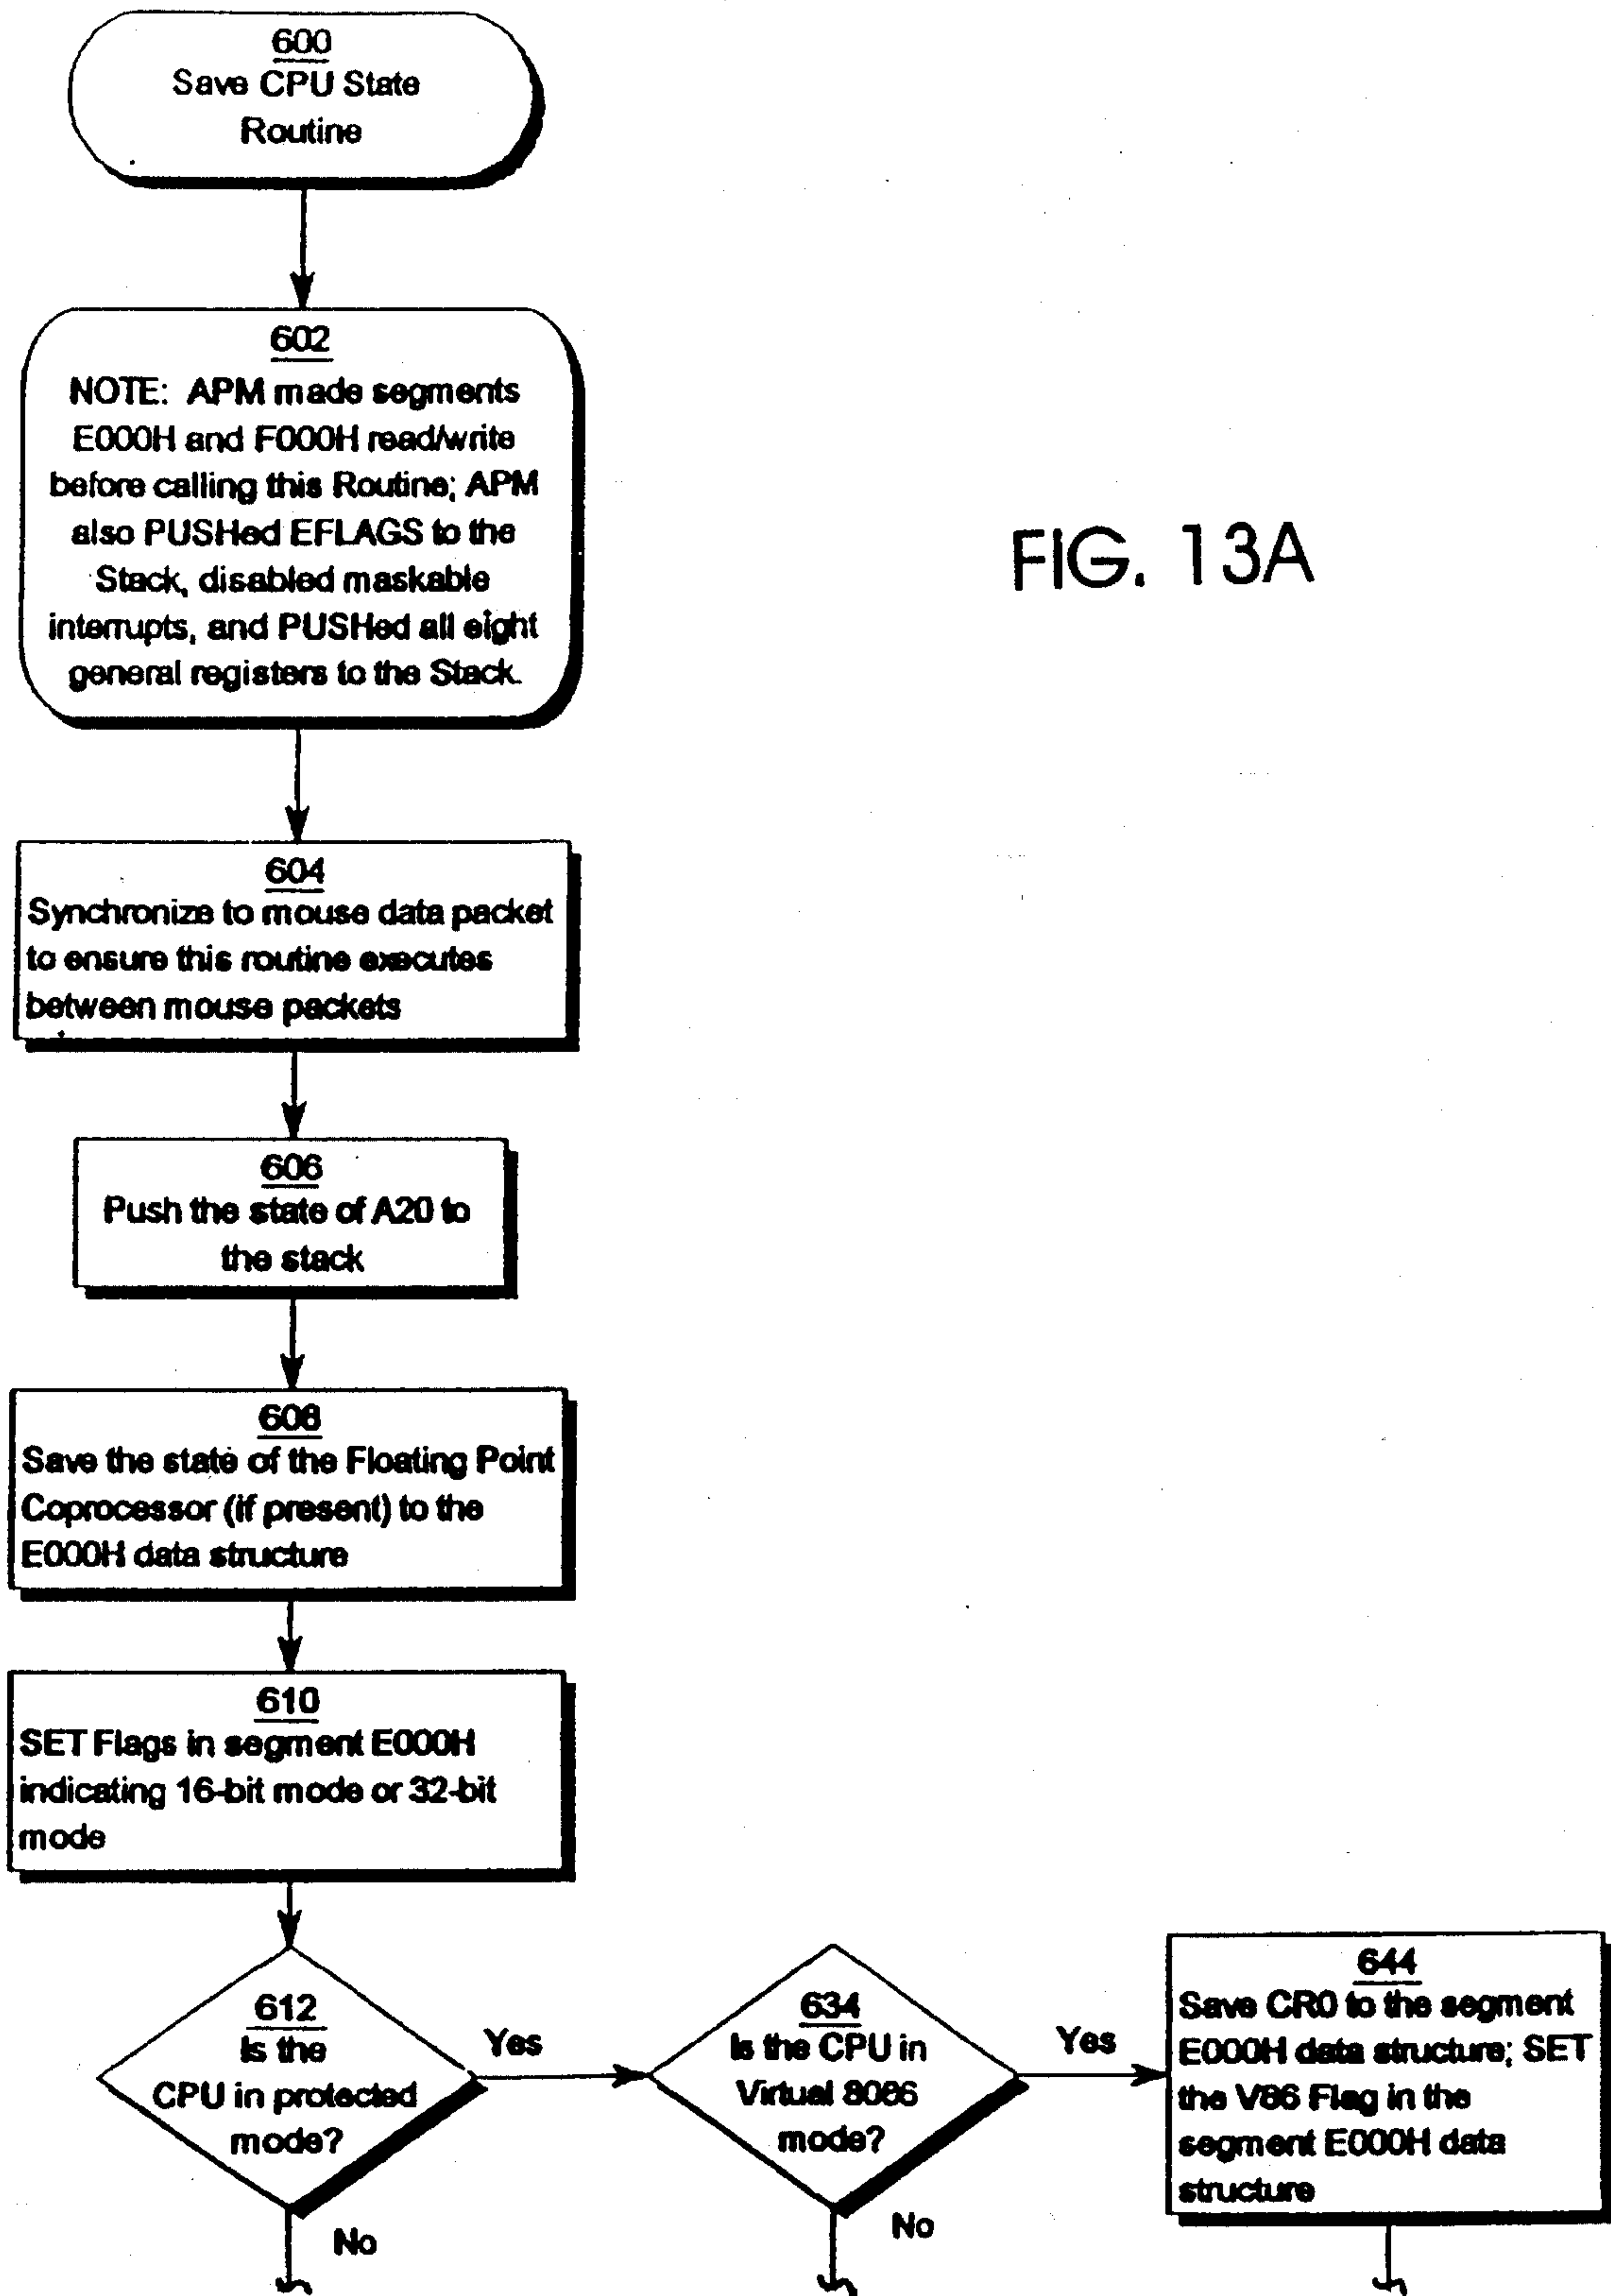 600
Save CPU State
Routine
602
NOTE: APM made segments
E000H and F000H read/write
before calling this Routine; APM
also PUSHed EFLAGS to the
Stack, disabled maskable
interrupts, and PUSHed all eight
general registers to the Stack.
FIG. 13A
604
Synchronize to mouse data packet
to ensure this routine executes
between mouse packets
606
Push the state of A20 to
the stack
608
Save the state of the Floating Point
Coprocessor (if present) to the
E000H data structure
610
SET Flags in segment E000H
indicating 16-bit mode or 32-bit
mode
612
Is the
CPU in protected
mode?
Yes
No
634
Is the CPU in
Virtual 8086
mode?
Yes
No
644
Save CR0 to the segment
E000H data structure; SET
the V86 Flag in the
segment E000H data
structure